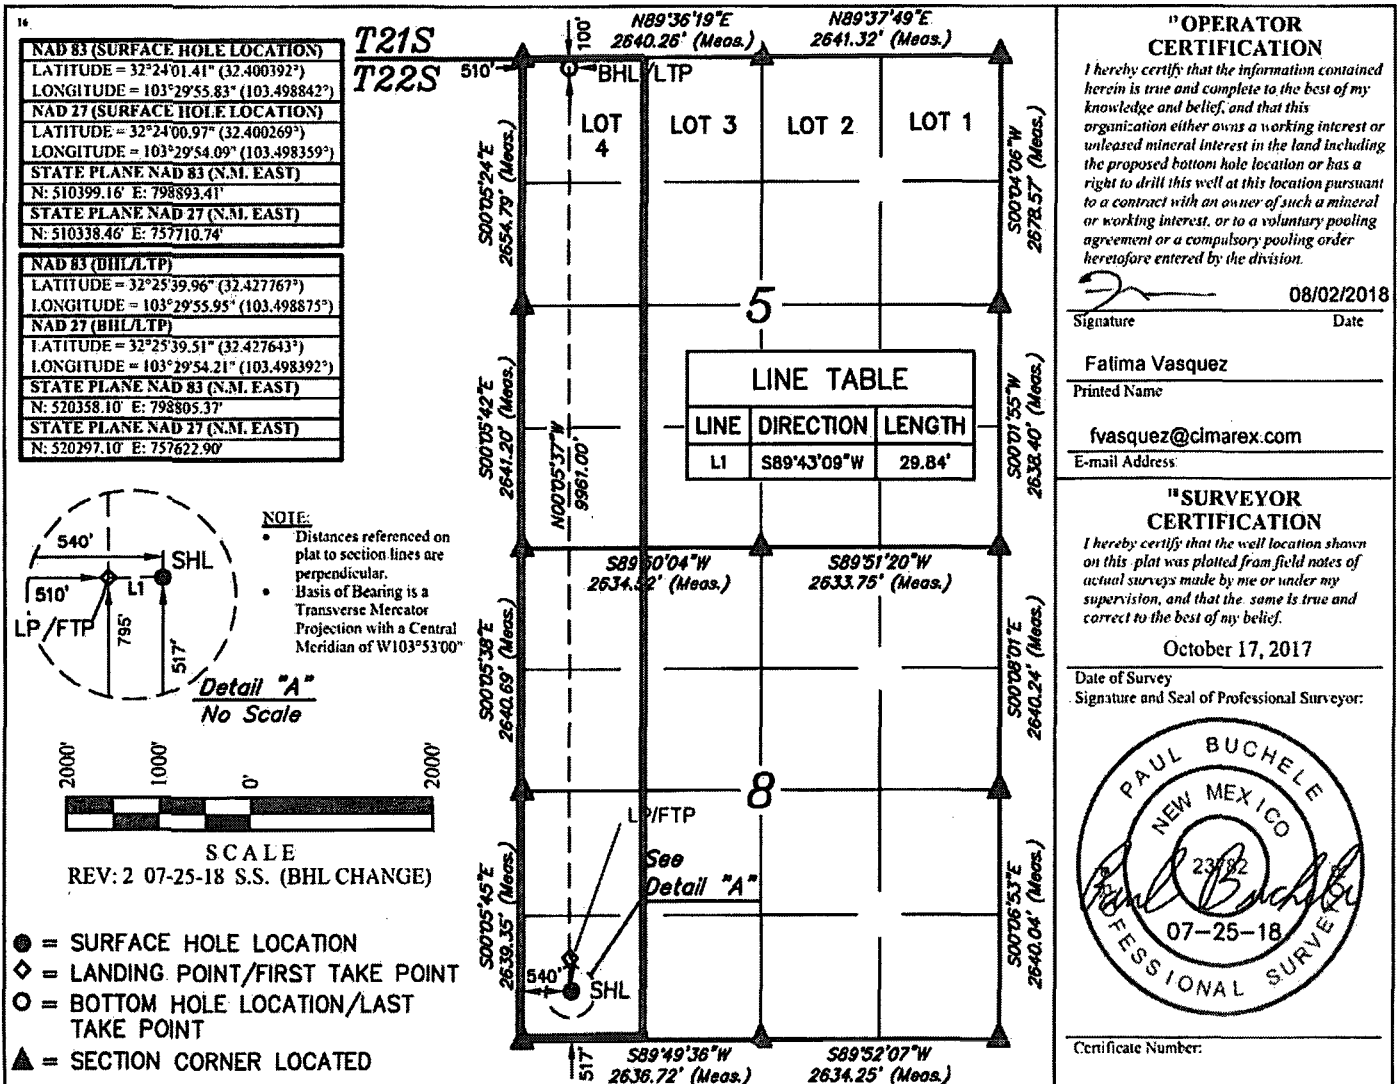 16
NAD 83 (SURFACE HOLE LOCATION)
LATITUDE = 32°24'01.41" (32.400392°)
LONGITUDE = 103°29'55.83" (103.498842°)
NAD 27 (SURFACE HOLE LOCATION)
LATITUDE = 32°24'00.97" (32.400269°)
LONGITUDE = 103°29'54.09" (103.498359°)
STATE PLANE NAD 83 (N.M. EAST)
N: 510399.16' E: 798893.41'
STATE PLANE NAD 27 (N.M. EAST)
N: 510338.46' E: 757710.74'
NAD 83 (BHL/LTP)
LATITUDE = 32°25'39.96" (32.427767°)
LONGITUDE = 103°29'55.95" (103.498875°)
NAD 27 (BHL/LTP)
LATITUDE = 32°25'39.51" (32.427643°)
LONGITUDE = 103°29'54.21" (103.498392°)
STATE PLANE NAD 83 (N.M. EAST)
N: 520358.10' E: 798805.37'
STATE PLANE NAD 27 (N.M. EAST)
N: 520297.10' E: 757622.90'
540'
SHL
510'
L1
LP/FTP
795'
517'
Detail "A"
No Scale
NOTE:
• Distances referenced on
plat to section lines are
perpendicular.
• Basis of Bearing is a
Transverse Mercator
Projection with a Central
Meridian of W103°53'00"
2000'
1000'
0'
2000'
SCALE
REV: 2 07-25-18 S.S. (BHL CHANGE)
= SURFACE HOLE LOCATION
= LANDING POINT/FIRST TAKE POINT
= BOTTOM HOLE LOCATION/LAST
TAKE POINT
= SECTION CORNER LOCATED
T21S
T22S
N89°36'19"E
2640.26' (Meas.)
N89°37'49"E
2641.32' (Meas.)
100'
510'
BHL/LTP
LOT
4
LOT 3
LOT 2
LOT 1
S00°05'24"E
2654.79' (Meas.)
S00°04'06"W
2678.57' (Meas.)
5
LINE TABLE
LINE DIRECTION LENGTH
L1 S89°43'09"W 29.84'
S00°05'42"E
2641.20' (Meas.)
N00°05'37"W
9961.00'
S00°01'55"W
2638.40' (Meas.)
S89°50'04"W
2634.52' (Meas.)
S89°51'20"W
2633.75' (Meas.)
S00°05'38"E
2640.69' (Meas.)
S00°08'01"E
2640.24' (Meas.)
8
LP/FTP
See
Detail "A"
S00°05'45"E
2639.35' (Meas.)
S00°06'53"E
2640.04' (Meas.)
540'
SHL
517'
S89°49'36"W
2636.72' (Meas.)
S89°52'07"W
2634.25' (Meas.)
17 OPERATOR
CERTIFICATION
I hereby certify that the information contained
herein is true and complete to the best of my
knowledge and belief, and that this
organization either owns a working interest or
unleased mineral interest in the land including
the proposed bottom hole location or has a
right to drill this well at this location pursuant
to a contract with an owner of such a mineral
or working interest, or to a voluntary pooling
agreement or a compulsory pooling order
heretofore entered by the division.
08/02/2018
Signature Date
Fatima Vasquez
Printed Name
fvasquez@cimarex.com
E-mail Address:
18 SURVEYOR
CERTIFICATION
I hereby certify that the well location shown
on this plat was plotted from field notes of
actual surveys made by me or under my
supervision, and that the same is true and
correct to the best of my belief.
October 17, 2017
Date of Survey
Signature and Seal of Professional Surveyor:
PAUL BUCHELE
NEW MEXICO
23782
Paul Buchele
07-25-18
PROFESSIONAL SURVEYOR
Certificate Number: